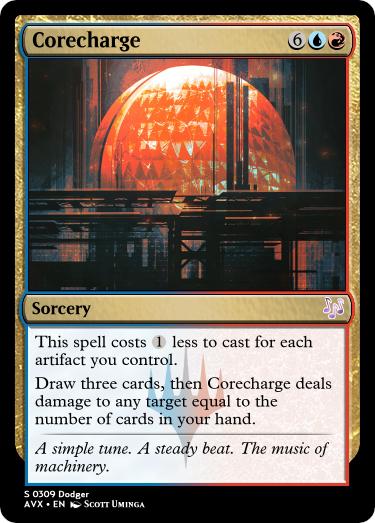 Corecharge 6
Sorcery
This spell costs 1 less to cast for each
artifact you control.
Draw three cards, then Corecharge deals
damage to any target equal to the
number of cards in your hand.
A simple tune. A steady beat. The music of
machinery.
S 0309 Dodger
AVX • EN Scott Uminga